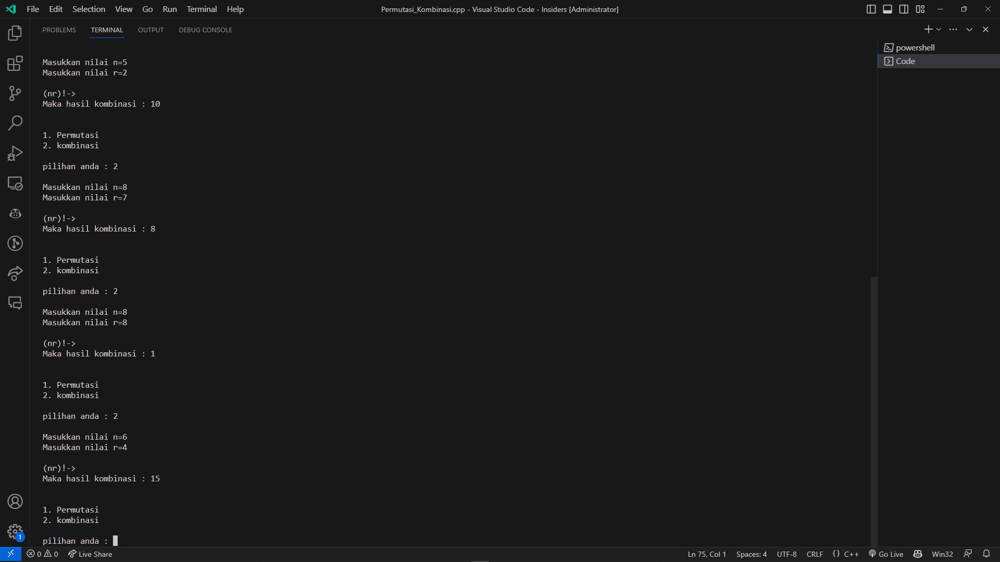 File Edit Selection View Go Run Terminal Help
Permutasi_Kombinasi.cpp - Visual Studio Code - Insiders [Administrator]
PROBLEMS TERMINAL OUTPUT DEBUG CONSOLE
powershell
Code
Masukkan nilai n=5
Masukkan nilai r=2
(nr)!->
Maka hasil kombinasi : 10
1. Permutasi
2. kombinasi
pilihan anda : 2
Masukkan nilai n=8
Masukkan nilai r=7
(nr)!->
Maka hasil kombinasi : 8
1. Permutasi
2. kombinasi
pilihan anda : 2
Masukkan nilai n=8
Masukkan nilai r=8
(nr)!->
Maka hasil kombinasi : 1
1. Permutasi
2. kombinasi
pilihan anda : 2
Masukkan nilai n=6
Masukkan nilai r=4
(nr)!->
Maka hasil kombinasi : 15
1. Permutasi
2. kombinasi
pilihan anda :
1
0 0 Live Share
Ln 75, Col 1 Spaces: 4 UTF-8 CRLF {} C++ Go Live Win32